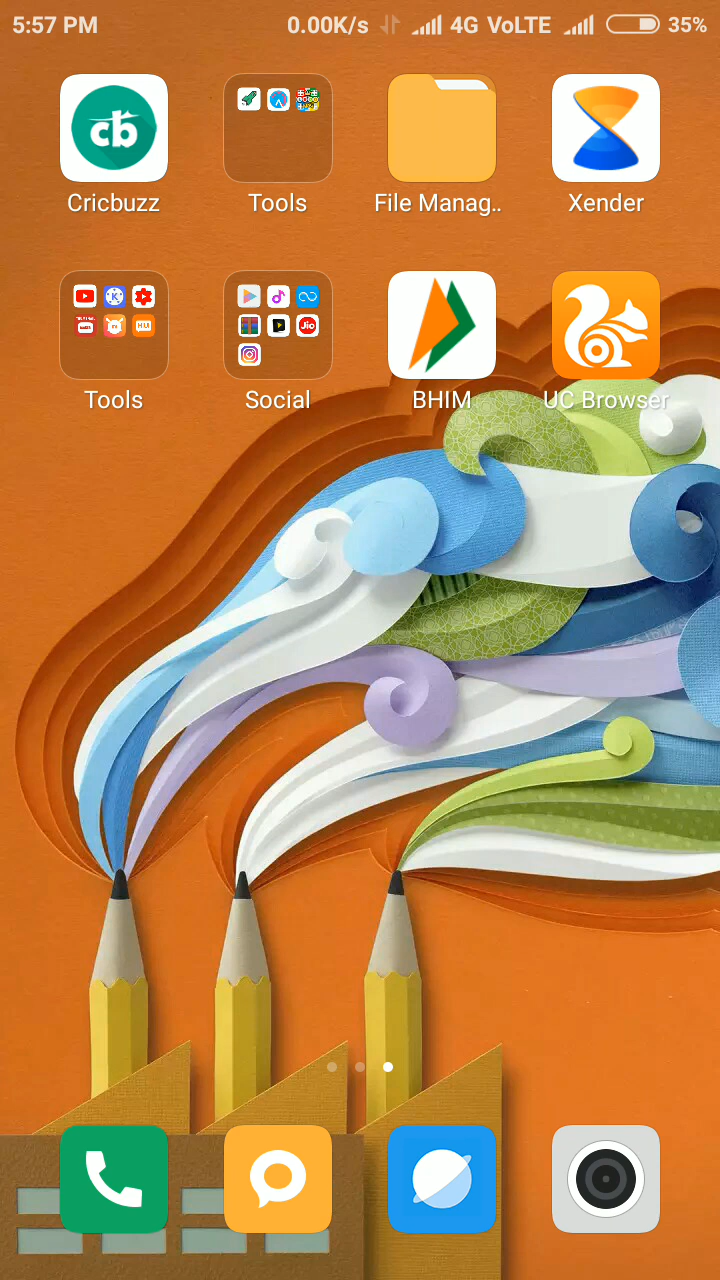 5:57 PM 0.00K/s 4G VoLTE 35%
cb
Cricbuzz Tools File Manag.. Xender
Jio
Tools Social BHIM UC Browser